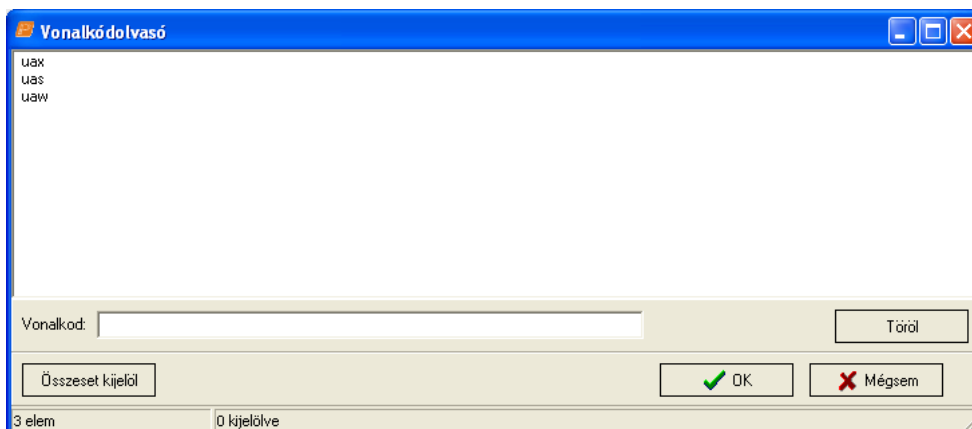 Vonalkódolvasó
uax
uas
uaw
Vonalkod:
Töröl
Összeset kijelöl
OK
Mégsem
3 elem
0 kijelölve